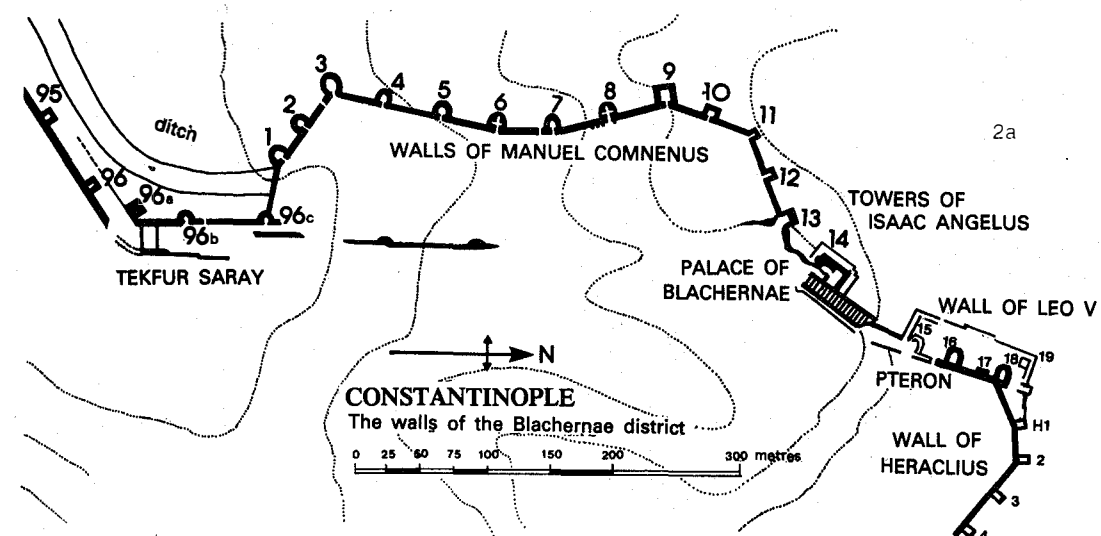 95
96
96a
96b
96c
ditch
TEKFUR SARAY
1
2
3
4
5
6
7
8
9
10
11
12
13
14
WALLS OF MANUEL COMNENUS
2a
TOWERS OF
ISAAC ANGELUS
PALACE OF
BLACHERNAE
WALL OF LEO V
15
16
17
18
19
PTERON
H1
2
3
4
WALL OF
HERACLIUS
N
CONSTANTINOPLE
The walls of the Blachernae district
0 25 50 75 100 150 200 300 metres